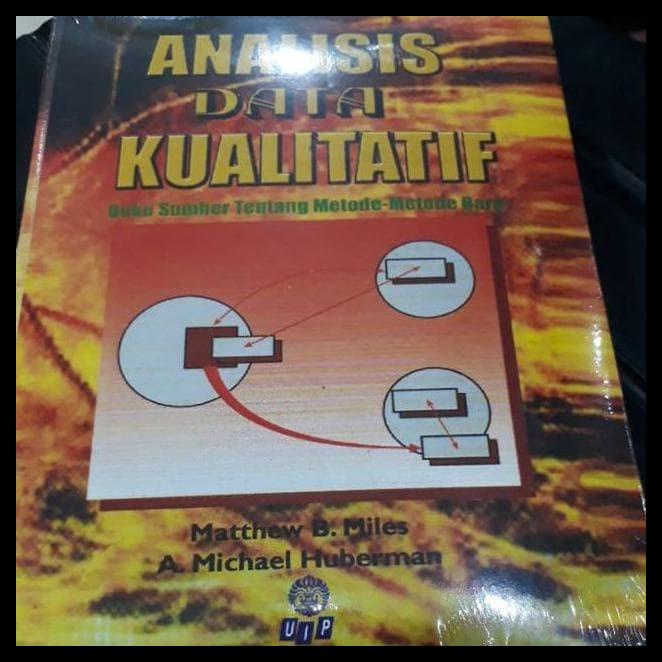 ANALISIS
DATA
KUALITATIF
Buku Sumber Tentang Metode-Metode Baru
Matthew B. Miles
A. Michael Huberman
UIP